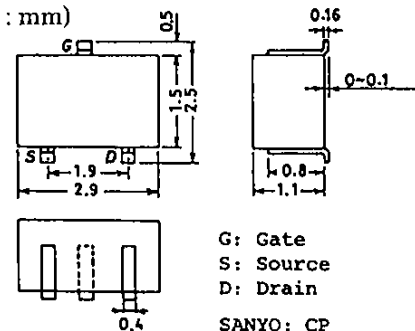 : mm)
G
0.5
0.16
1.5
2.5
0~0.1
S
D
1.9
2.9
0.8
1.1
0.4
G: Gate
S: Source
D: Drain
SANYO: CP